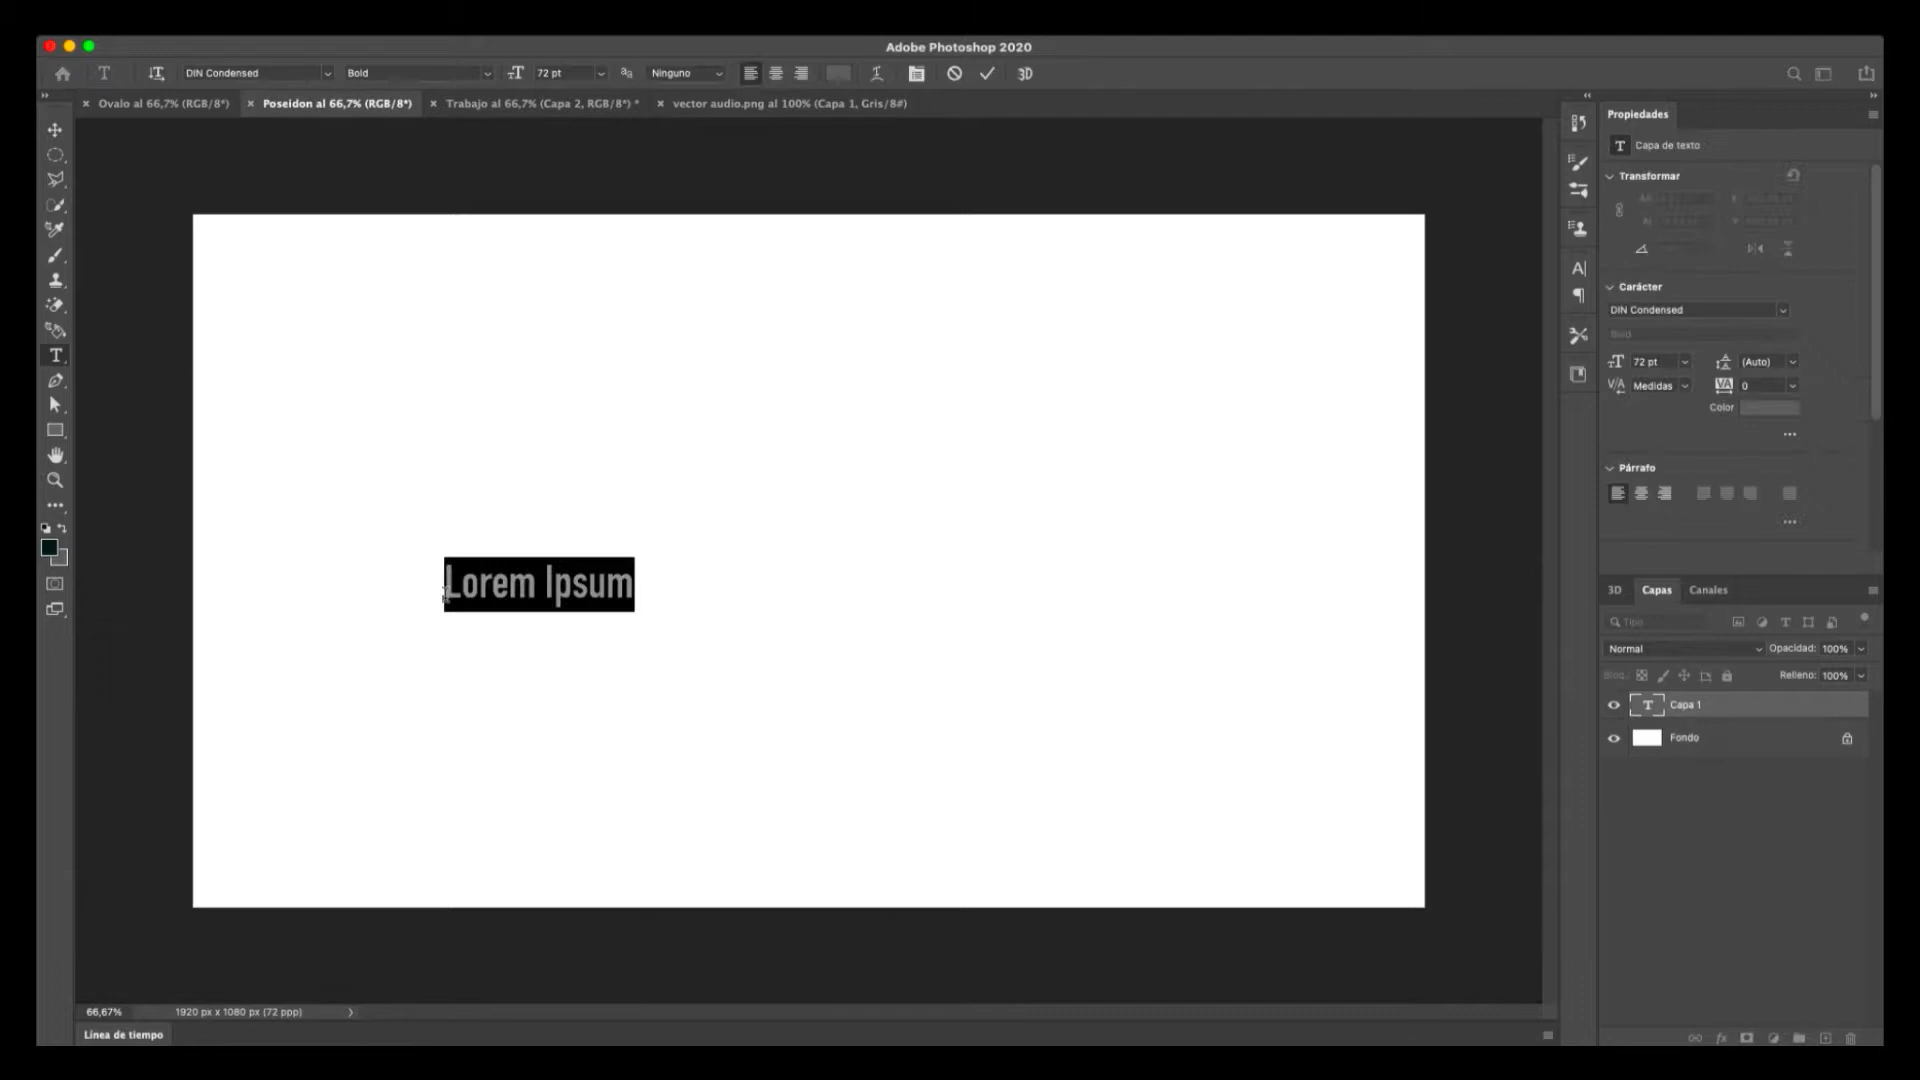 Adobe Photoshop 2020
DIN Condensed Bold 72 pt Ninguno 3D
Ovalo al 66,7% (RGB/8*) Poseidon al 66,7% (RGB/8*) Trabajo al 66,7% (Capa 2, RGB/8*) * vector audio.png al 100% (Capa 1, Gris/8#)
Propiedades
Capa de texto
Transformar
Carácter
DIN Condensed
Bold
72 pt (Auto)
Medidas 0
Color
Párrafo
Lorem Ipsum
3D Capas Canales
Tipo
Normal Opacidad: 100%
Bloq.: Relleno: 100%
Capa 1
Fondo
66,67% 1920 px x 1080 px (72 ppp)
Línea de tiempo